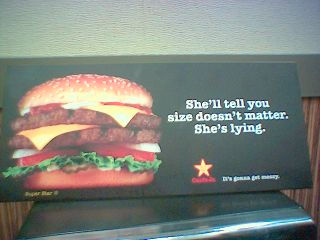 She'll tell you
size doesn't matter.
She's lying.
Carl's Jr.
It's gonna get messy.
Super Star ®